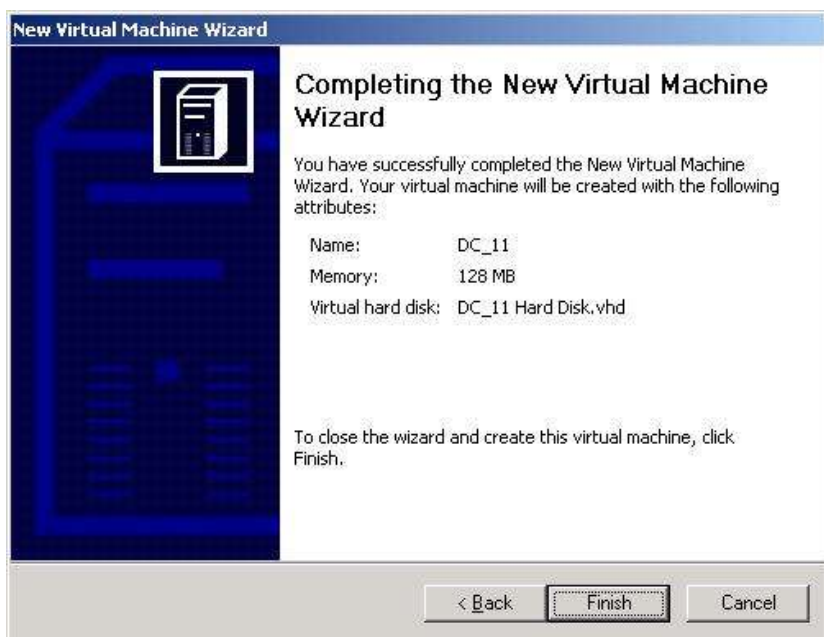 New Virtual Machine Wizard
Completing the New Virtual Machine
Wizard
You have successfully completed the New Virtual Machine
Wizard. Your virtual machine will be created with the following
attributes:
Name: DC_11
Memory: 128 MB
Virtual hard disk: DC_11 Hard Disk.vhd
To close the wizard and create this virtual machine, click
Finish.
< Back Finish Cancel